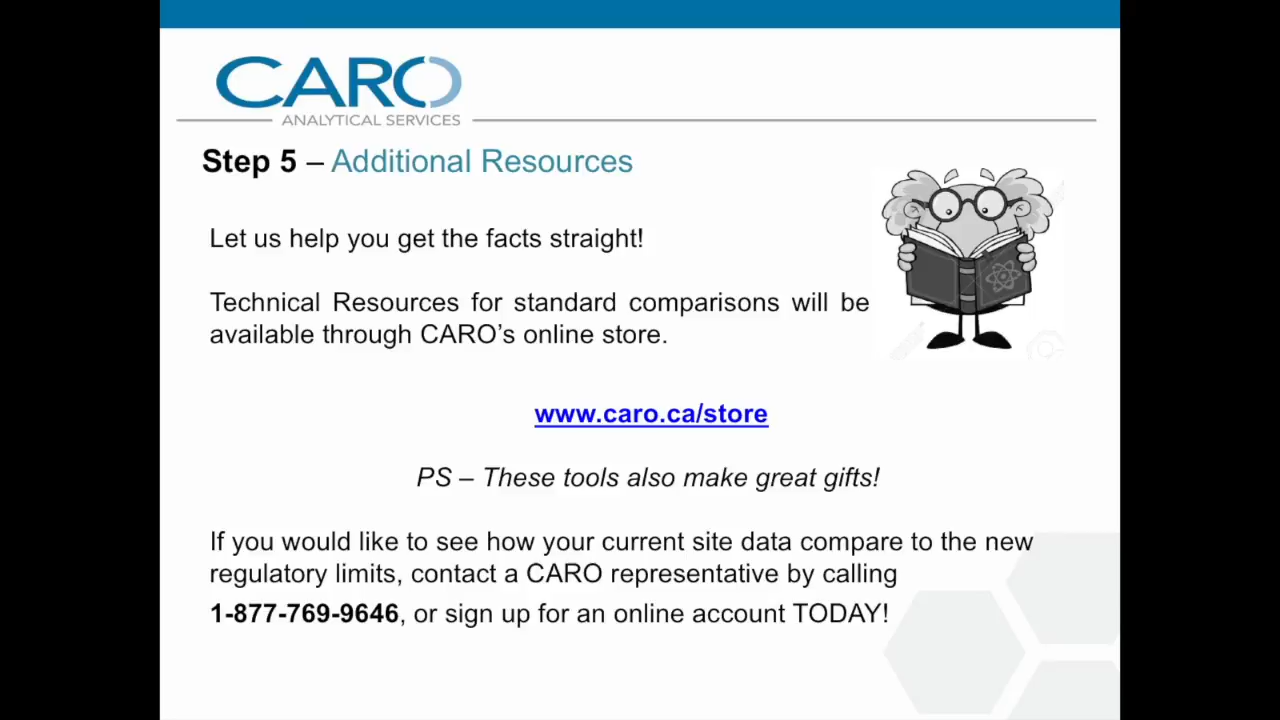 CARO
ANALYTICAL SERVICES
Step 5 – Additional Resources
Let us help you get the facts straight!
Technical Resources for standard comparisons will be
available through CARO’s online store.
www.caro.ca/store
PS – These tools also make great gifts!
If you would like to see how your current site data compare to the new
regulatory limits, contact a CARO representative by calling
1-877-769-9646, or sign up for an online account TODAY!